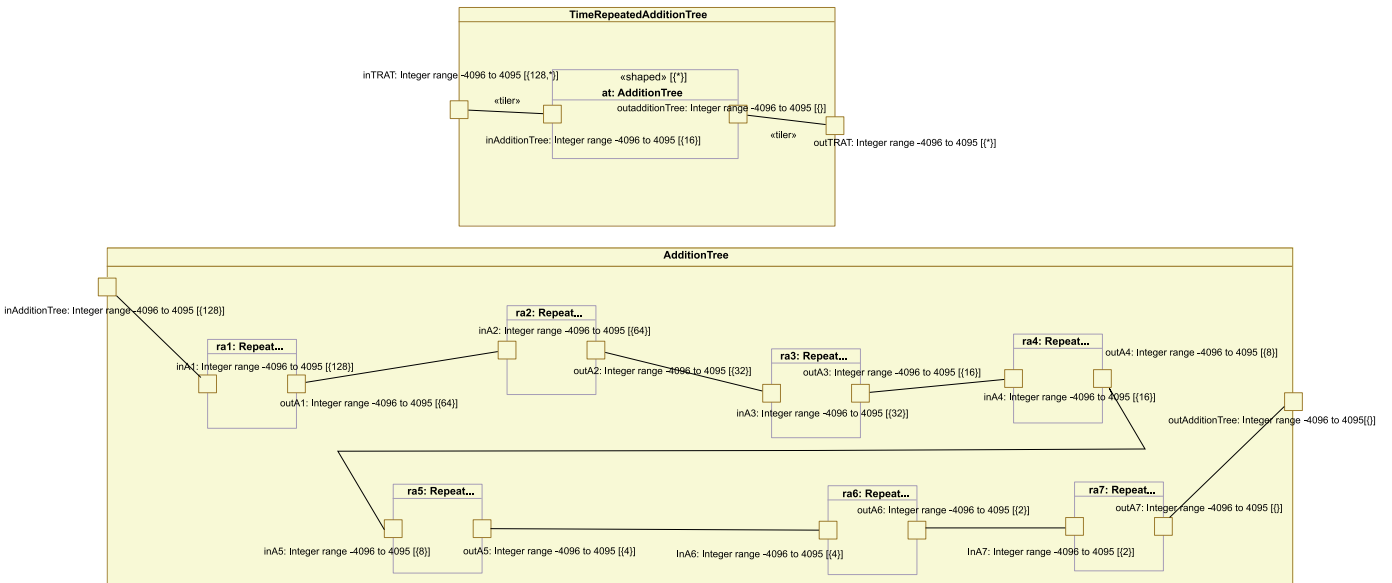 TimeRepeatedAdditionTree
inTRAT: Integer range -4096 to 4095 [{128,*}]
«shaped» [{*}]
at: AdditionTree
«tiler»
outadditionTree: Integer range -4096 to 4095 [{}]
«tiler»
inAdditionTree: Integer range -4096 to 4095 [{16}]
outTRAT: Integer range -4096 to 4095 [{*}]
AdditionTree
inAdditionTree: Integer range -4096 to 4095 [{128}]
ra1: Repeat...
inA1: Integer range -4096 to 4095 [{128}]
outA1: Integer range -4096 to 4095 [{64}]
ra2: Repeat...
inA2: Integer range -4096 to 4095 [{64}]
outA2: Integer range -4096 to 4095 [{32}]
ra3: Repeat...
outA3: Integer range -4096 to 4095 [{16}]
inA3: Integer range -4096 to 4095 [{32}]
ra4: Repeat...
outA4: Integer range -4096 to 4095 [{8}]
inA4: Integer range -4096 to 4095 [{16}]
outAdditionTree: Integer range -4096 to 4095[{}]
ra5: Repeat...
inA5: Integer range -4096 to 4095 [{8}]
outA5: Integer range -4096 to 4095 [{4}]
ra6: Repeat...
outA6: Integer range -4096 to 4095 [{2}]
InA6: Integer range -4096 to 4095 [{4}]
ra7: Repeat...
outA7: Integer range -4096 to 4095 [{}]
InA7: Integer range -4096 to 4095 [{2}]